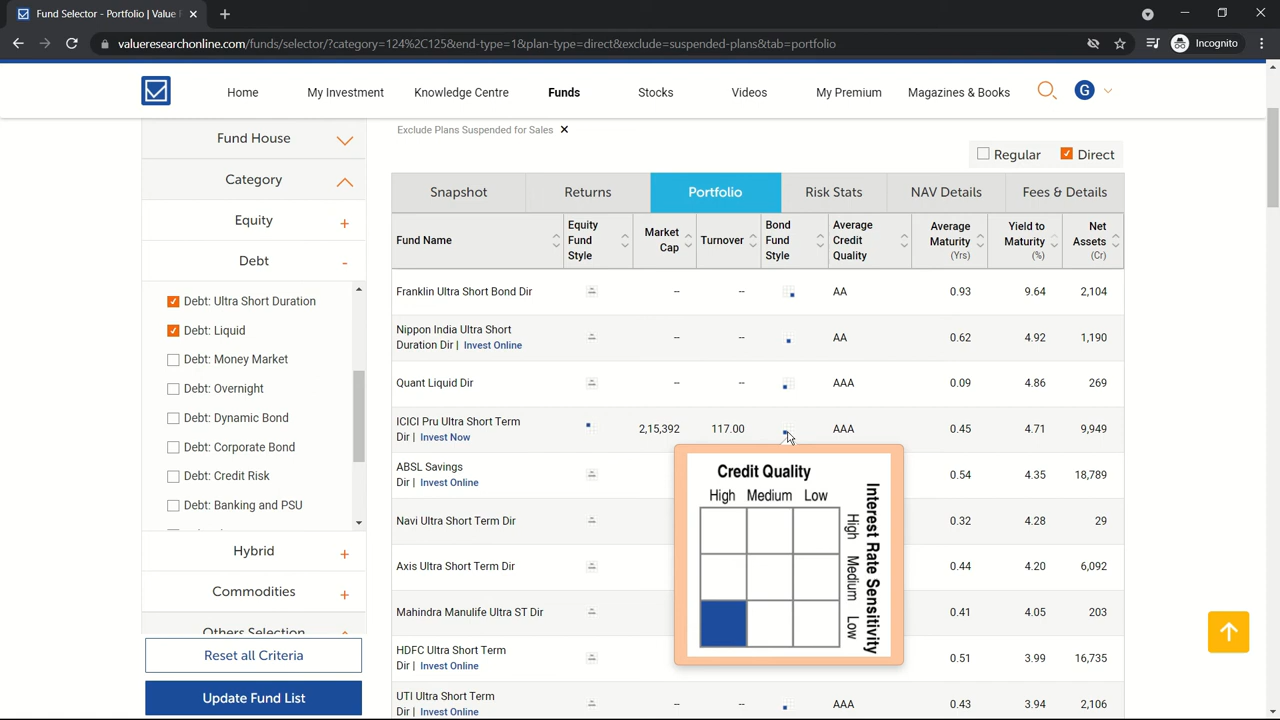 Fund Selector - Portfolio | Value
valueresearchonline.com/funds/selector/?category=124%2C125&end_type=1&plan-type=direct&exclude=suspended-plans&tab=portfolio
Incognito
Home
My Investment
Knowledge Centre
Funds
Stocks
Videos
My Premium
Magazines & Books
G
Exclude Plans Suspended for Sales
Regular
Direct
Fund House
Category
Equity
Debt
Debt: Ultra Short Duration
Debt: Liquid
Debt: Money Market
Debt: Overnight
Debt: Dynamic Bond
Debt: Corporate Bond
Debt: Credit Risk
Debt: Banking and PSU
Hybrid
Commodities
Others Selection
Reset all Criteria
Update Fund List
Snapshot
Returns
Portfolio
Risk Stats
NAV Details
Fees & Details
Fund Name
Equity
Fund
Style
Market
Cap
Turnover
Bond
Fund
Style
Average
Credit
Quality
Average
Maturity
(Yrs)
Yield to
Maturity
(%)
Net
Assets
(Cr)
Franklin Ultra Short Bond Dir -- -- AA 0.93 9.64 2,104
Nippon India Ultra Short
Duration Dir | Invest Online -- -- AA 0.62 4.92 1,190
Quant Liquid Dir -- -- AAA 0.09 4.86 269
ICICI Pru Ultra Short Term
Dir | Invest Now 2,15,392 117.00 AAA 0.45 4.71 9,949
ABSL Savings
Dir | Invest Online 0.54 4.35 18,789
Navi Ultra Short Term Dir 0.32 4.28 29
Axis Ultra Short Term Dir 0.44 4.20 6,092
Mahindra Manulife Ultra ST Dir 0.41 4.05 203
HDFC Ultra Short Term
Dir | Invest Online 0.51 3.99 16,735
UTI Ultra Short Term
Dir | Invest Online -- -- AAA 0.43 3.94 2,106
Credit Quality
High Medium Low
High
Medium
Low
Interest Rate Sensitivity